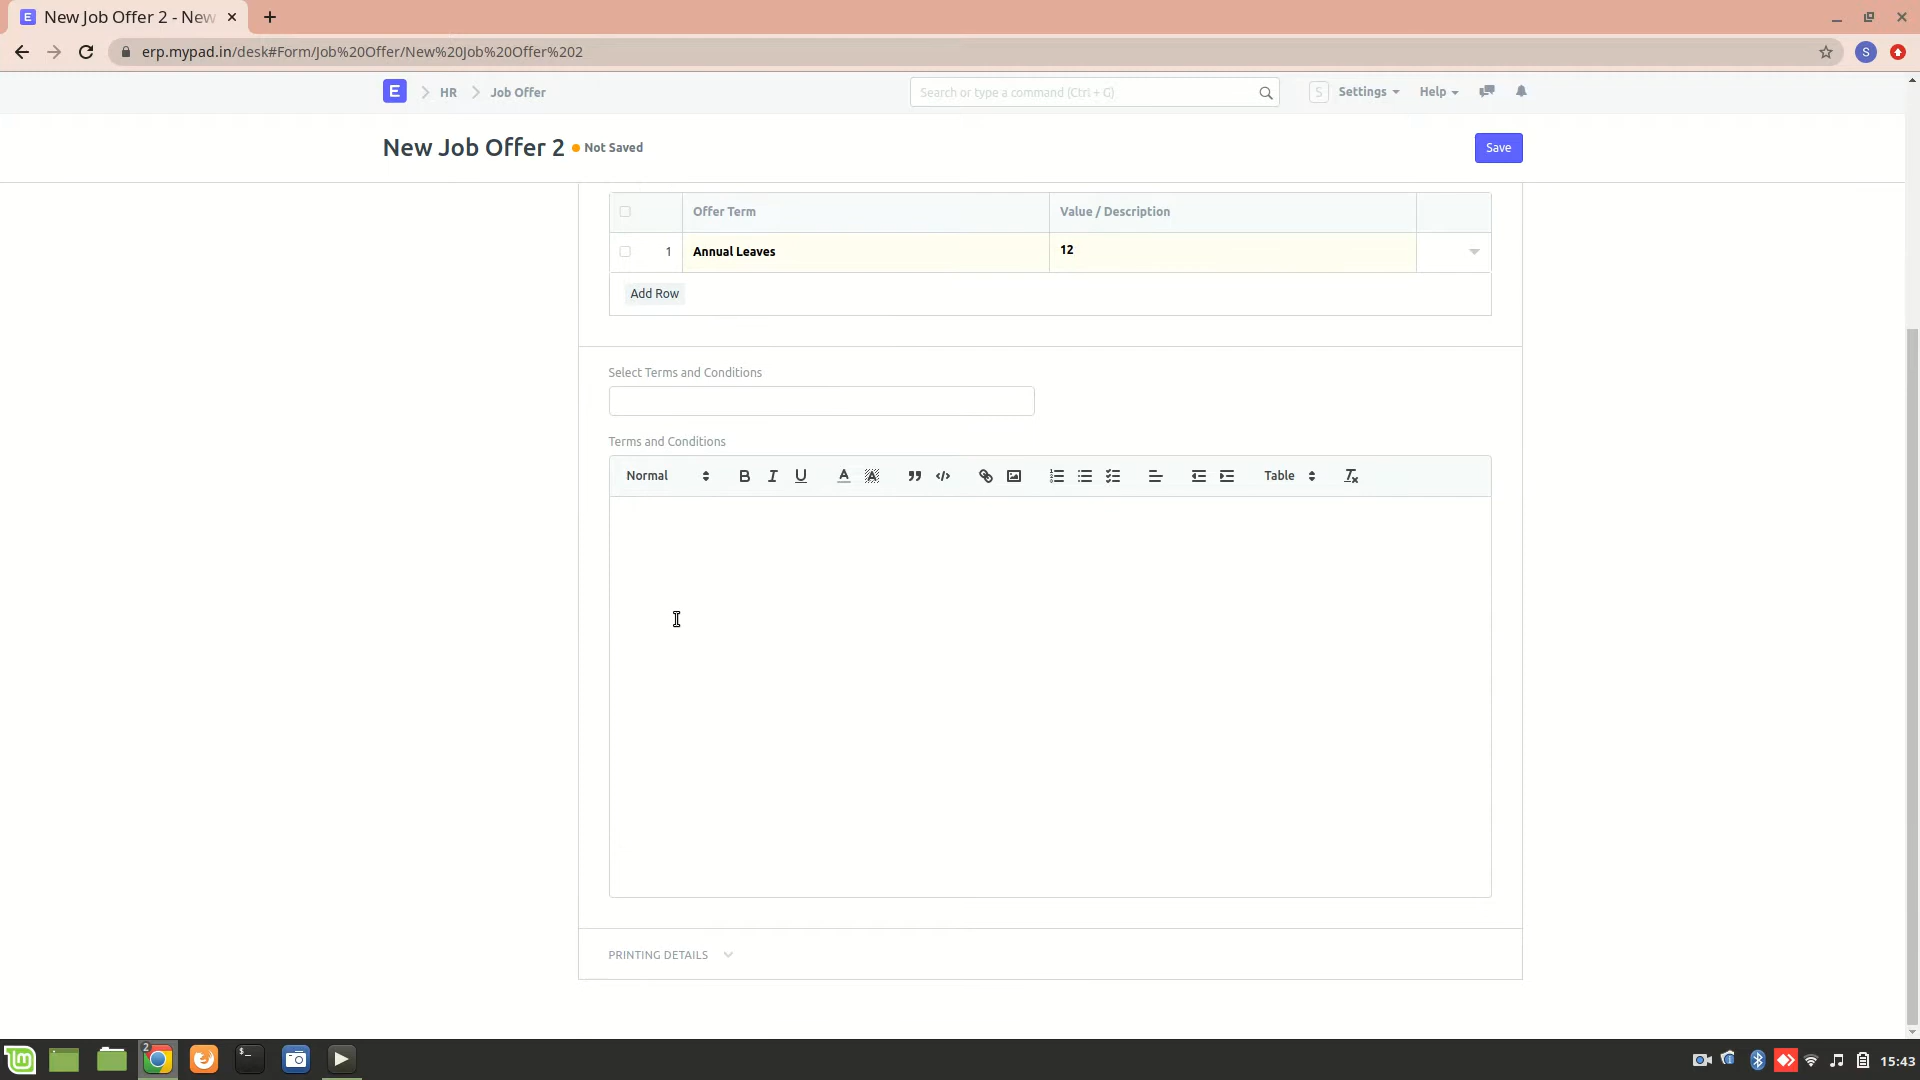 New Job Offer 2 - New
erp.mypad.in/desk#Form/Job%20Offer/New%20Job%20Offer%202
S
E
HR
Job Offer
Search or type a command (Ctrl + G)
S
Settings
Help
New Job Offer 2
Not Saved
Save
Offer Term
Value / Description
1
Annual Leaves
12
Add Row
Select Terms and Conditions
Terms and Conditions
Normal
Table
PRINTING DETAILS
2
15:43